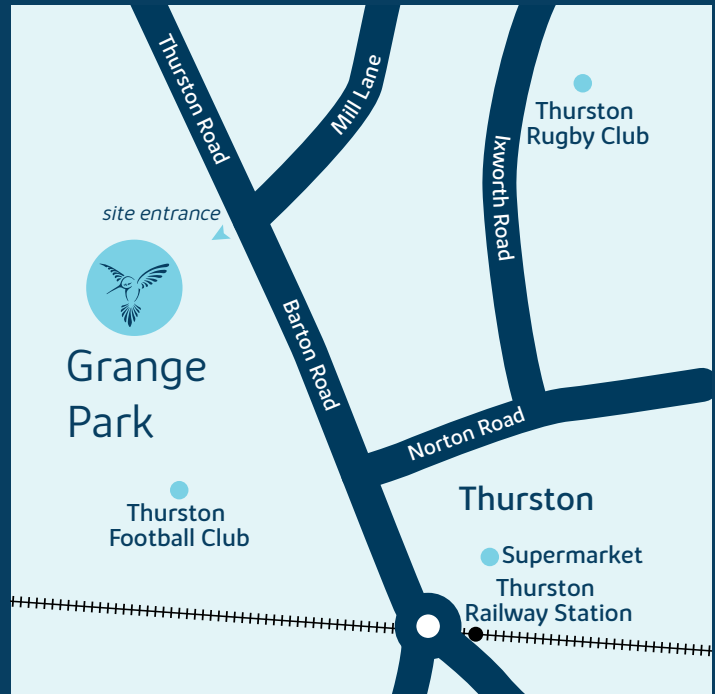 Thurston Road
Mill Lane
Thurston
Rugby Club
Ixworth Road
site entrance
Grange
Park
Barton Road
Norton Road
Thurston
Thurston
Football Club
Supermarket
Thurston
Railway Station